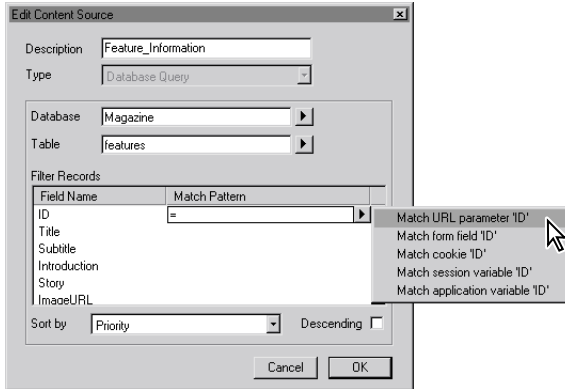 Edit Content Source
Description Feature_Information
Type Database Query
Database Magazine
Table features
Filter Records
Field Name Match Pattern
ID =
Title
Subtitle
Introduction
Story
ImageURL
Match URL parameter 'ID'
Match form field 'ID'
Match cookie 'ID'
Match session variable 'ID'
Match application variable 'ID'
Sort by Priority Descending
Cancel OK